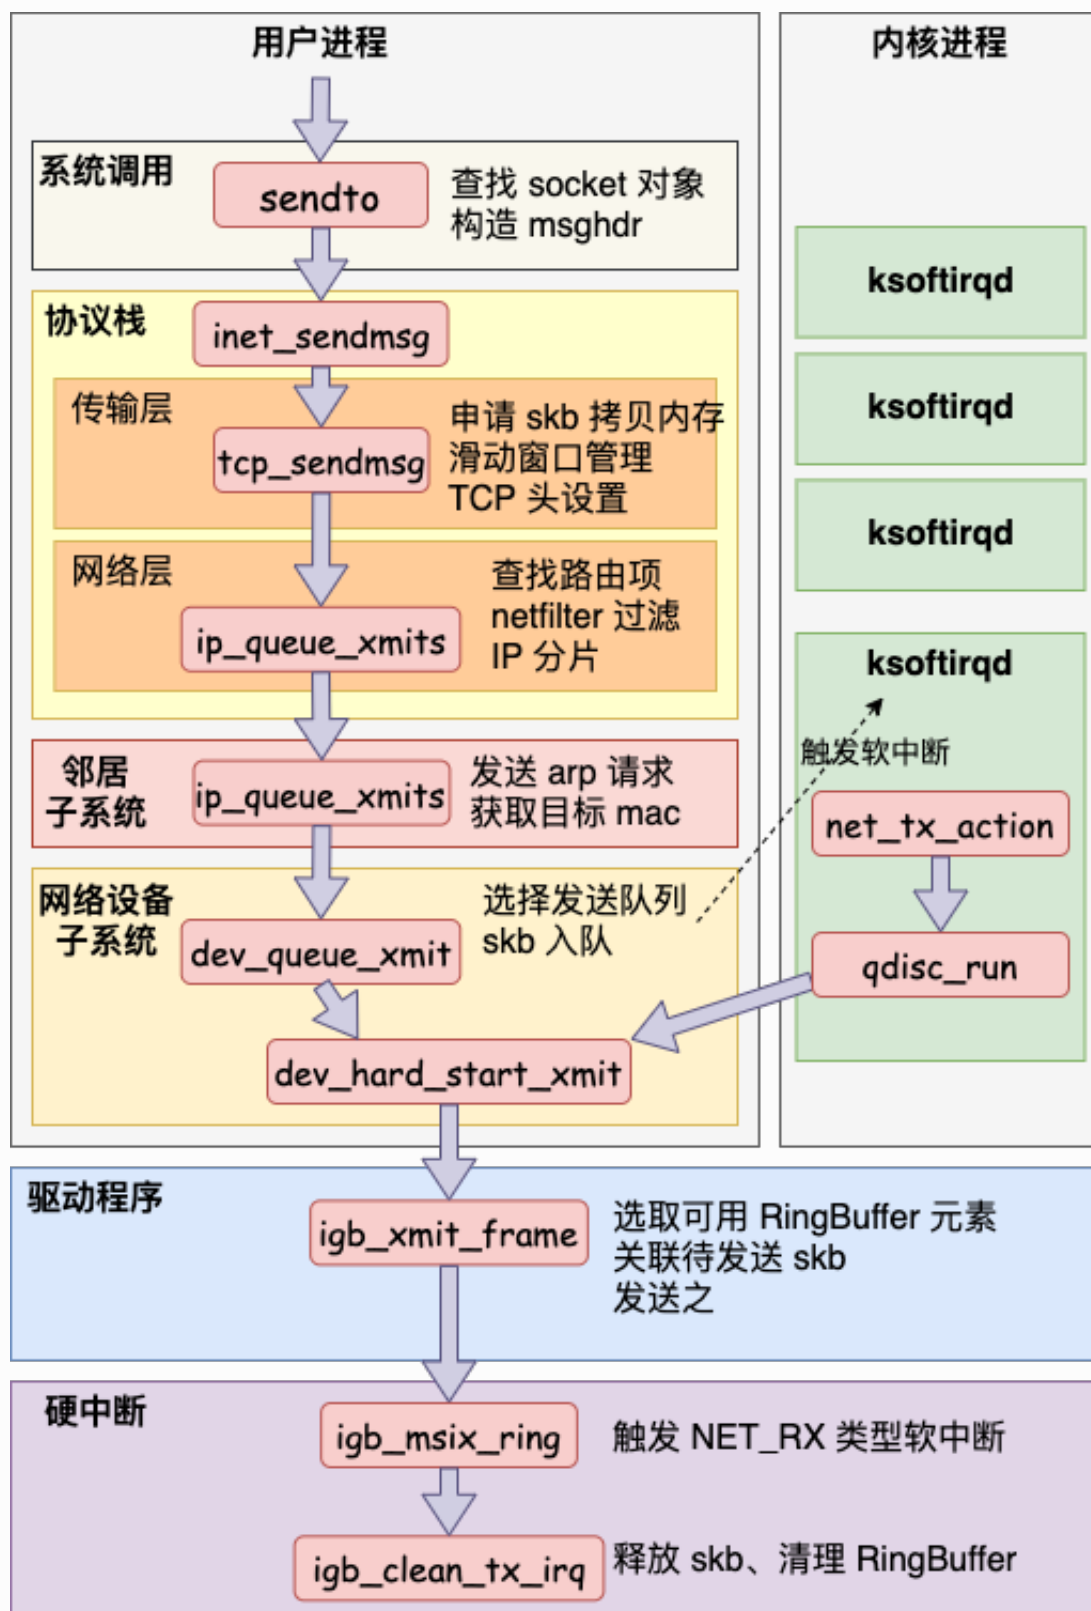 用户进程
系统调用
sendto
查找 socket 对象
构造 msghdr
协议栈
inet_sendmsg
传输层
tcp_sendmsg
申请 skb 拷贝内存
滑动窗口管理
TCP 头设置
网络层
ip_queue_xmits
查找路由项
netfilter 过滤
IP 分片
邻居
子系统
ip_queue_xmits
发送 arp 请求
获取目标 mac
网络设备
子系统
dev_queue_xmit
选择发送队列
skb 入队
dev_hard_start_xmit
内核进程
ksoftirqd
ksoftirqd
ksoftirqd
ksoftirqd
触发软中断
net_tx_action
qdisc_run
驱动程序
igb_xmit_frame
选取可用 RingBuffer 元素
关联待发送 skb
发送之
硬中断
igb_msix_ring
触发 NET_RX 类型软中断
igb_clean_tx_irq
释放 skb、清理 RingBuffer